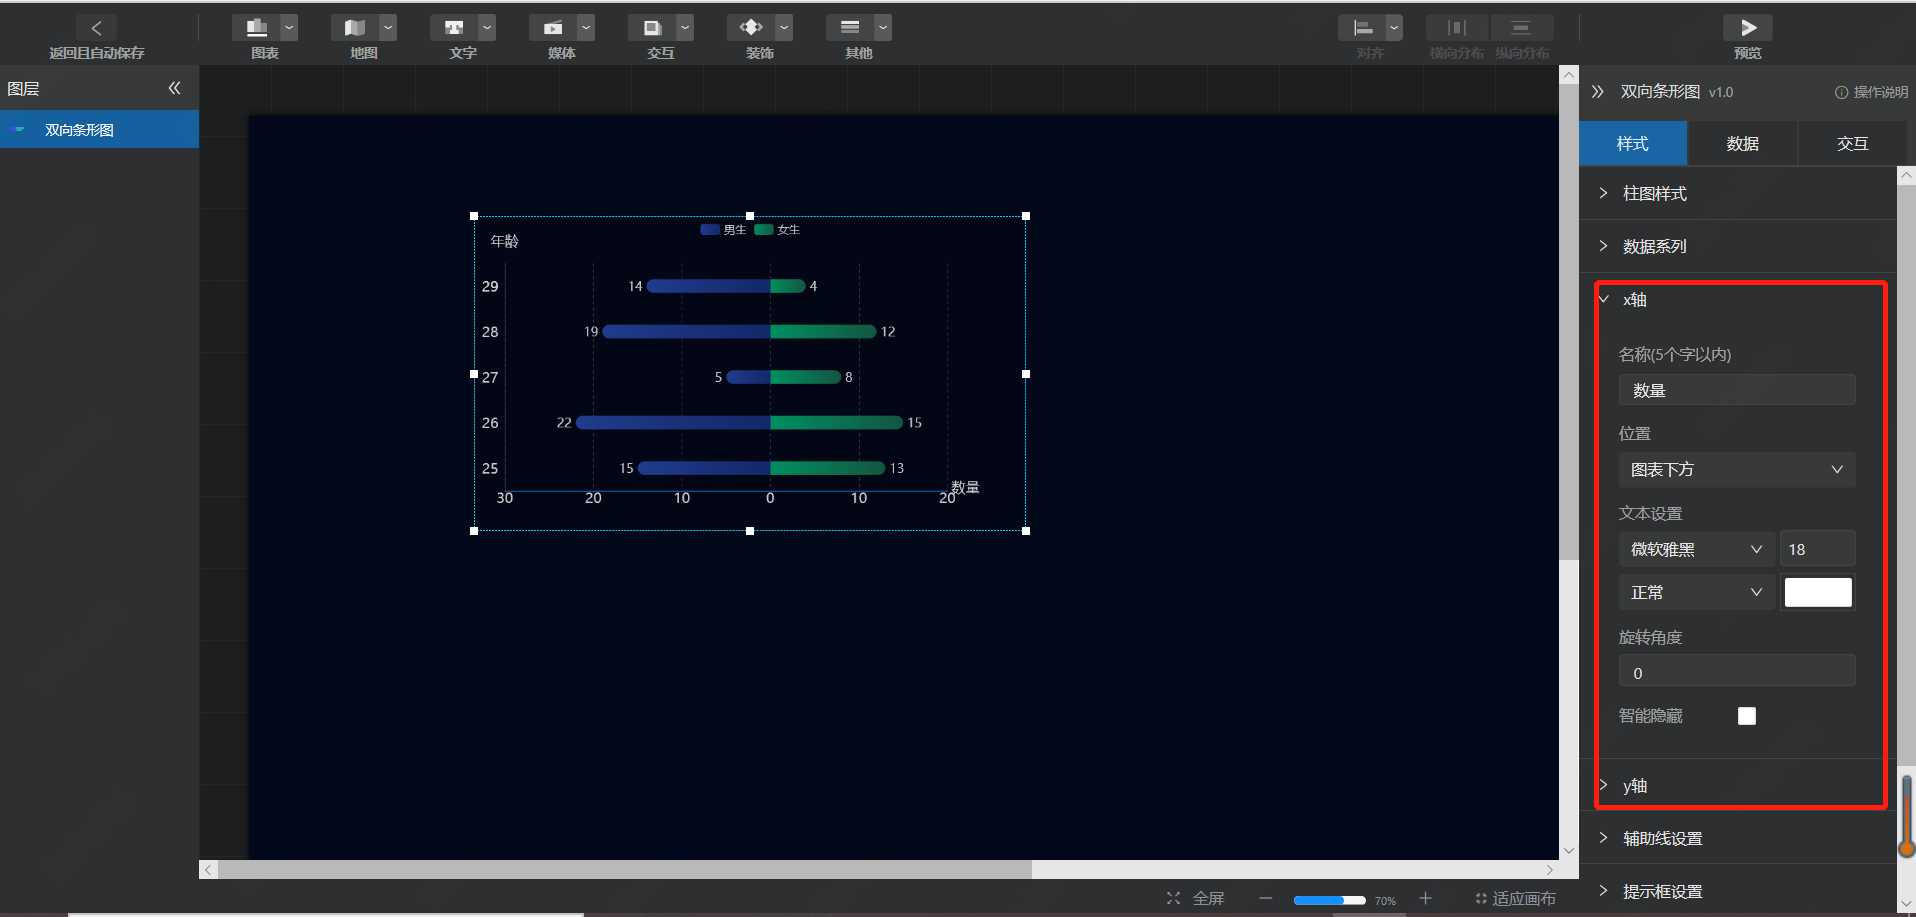 返回且自动保存
图表
地图
文字
媒体
交互
装饰
其他
对齐
横向分布
纵向分布
预览
图层
双向条形图
年龄
男生 女生
29 14 4
28 19 12
27 5 8
26 22 15
25 15 13
数量
30 20 10 0 10 20
全屏
70%
适应画布
双向条形图 v1.0
操作说明
样式 数据 交互
柱图样式
数据系列
x轴
名称(5个字以内)
数量
位置
图表下方
文本设置
微软雅黑 18
正常
旋转角度
0
智能隐藏
y轴
辅助线设置
提示框设置